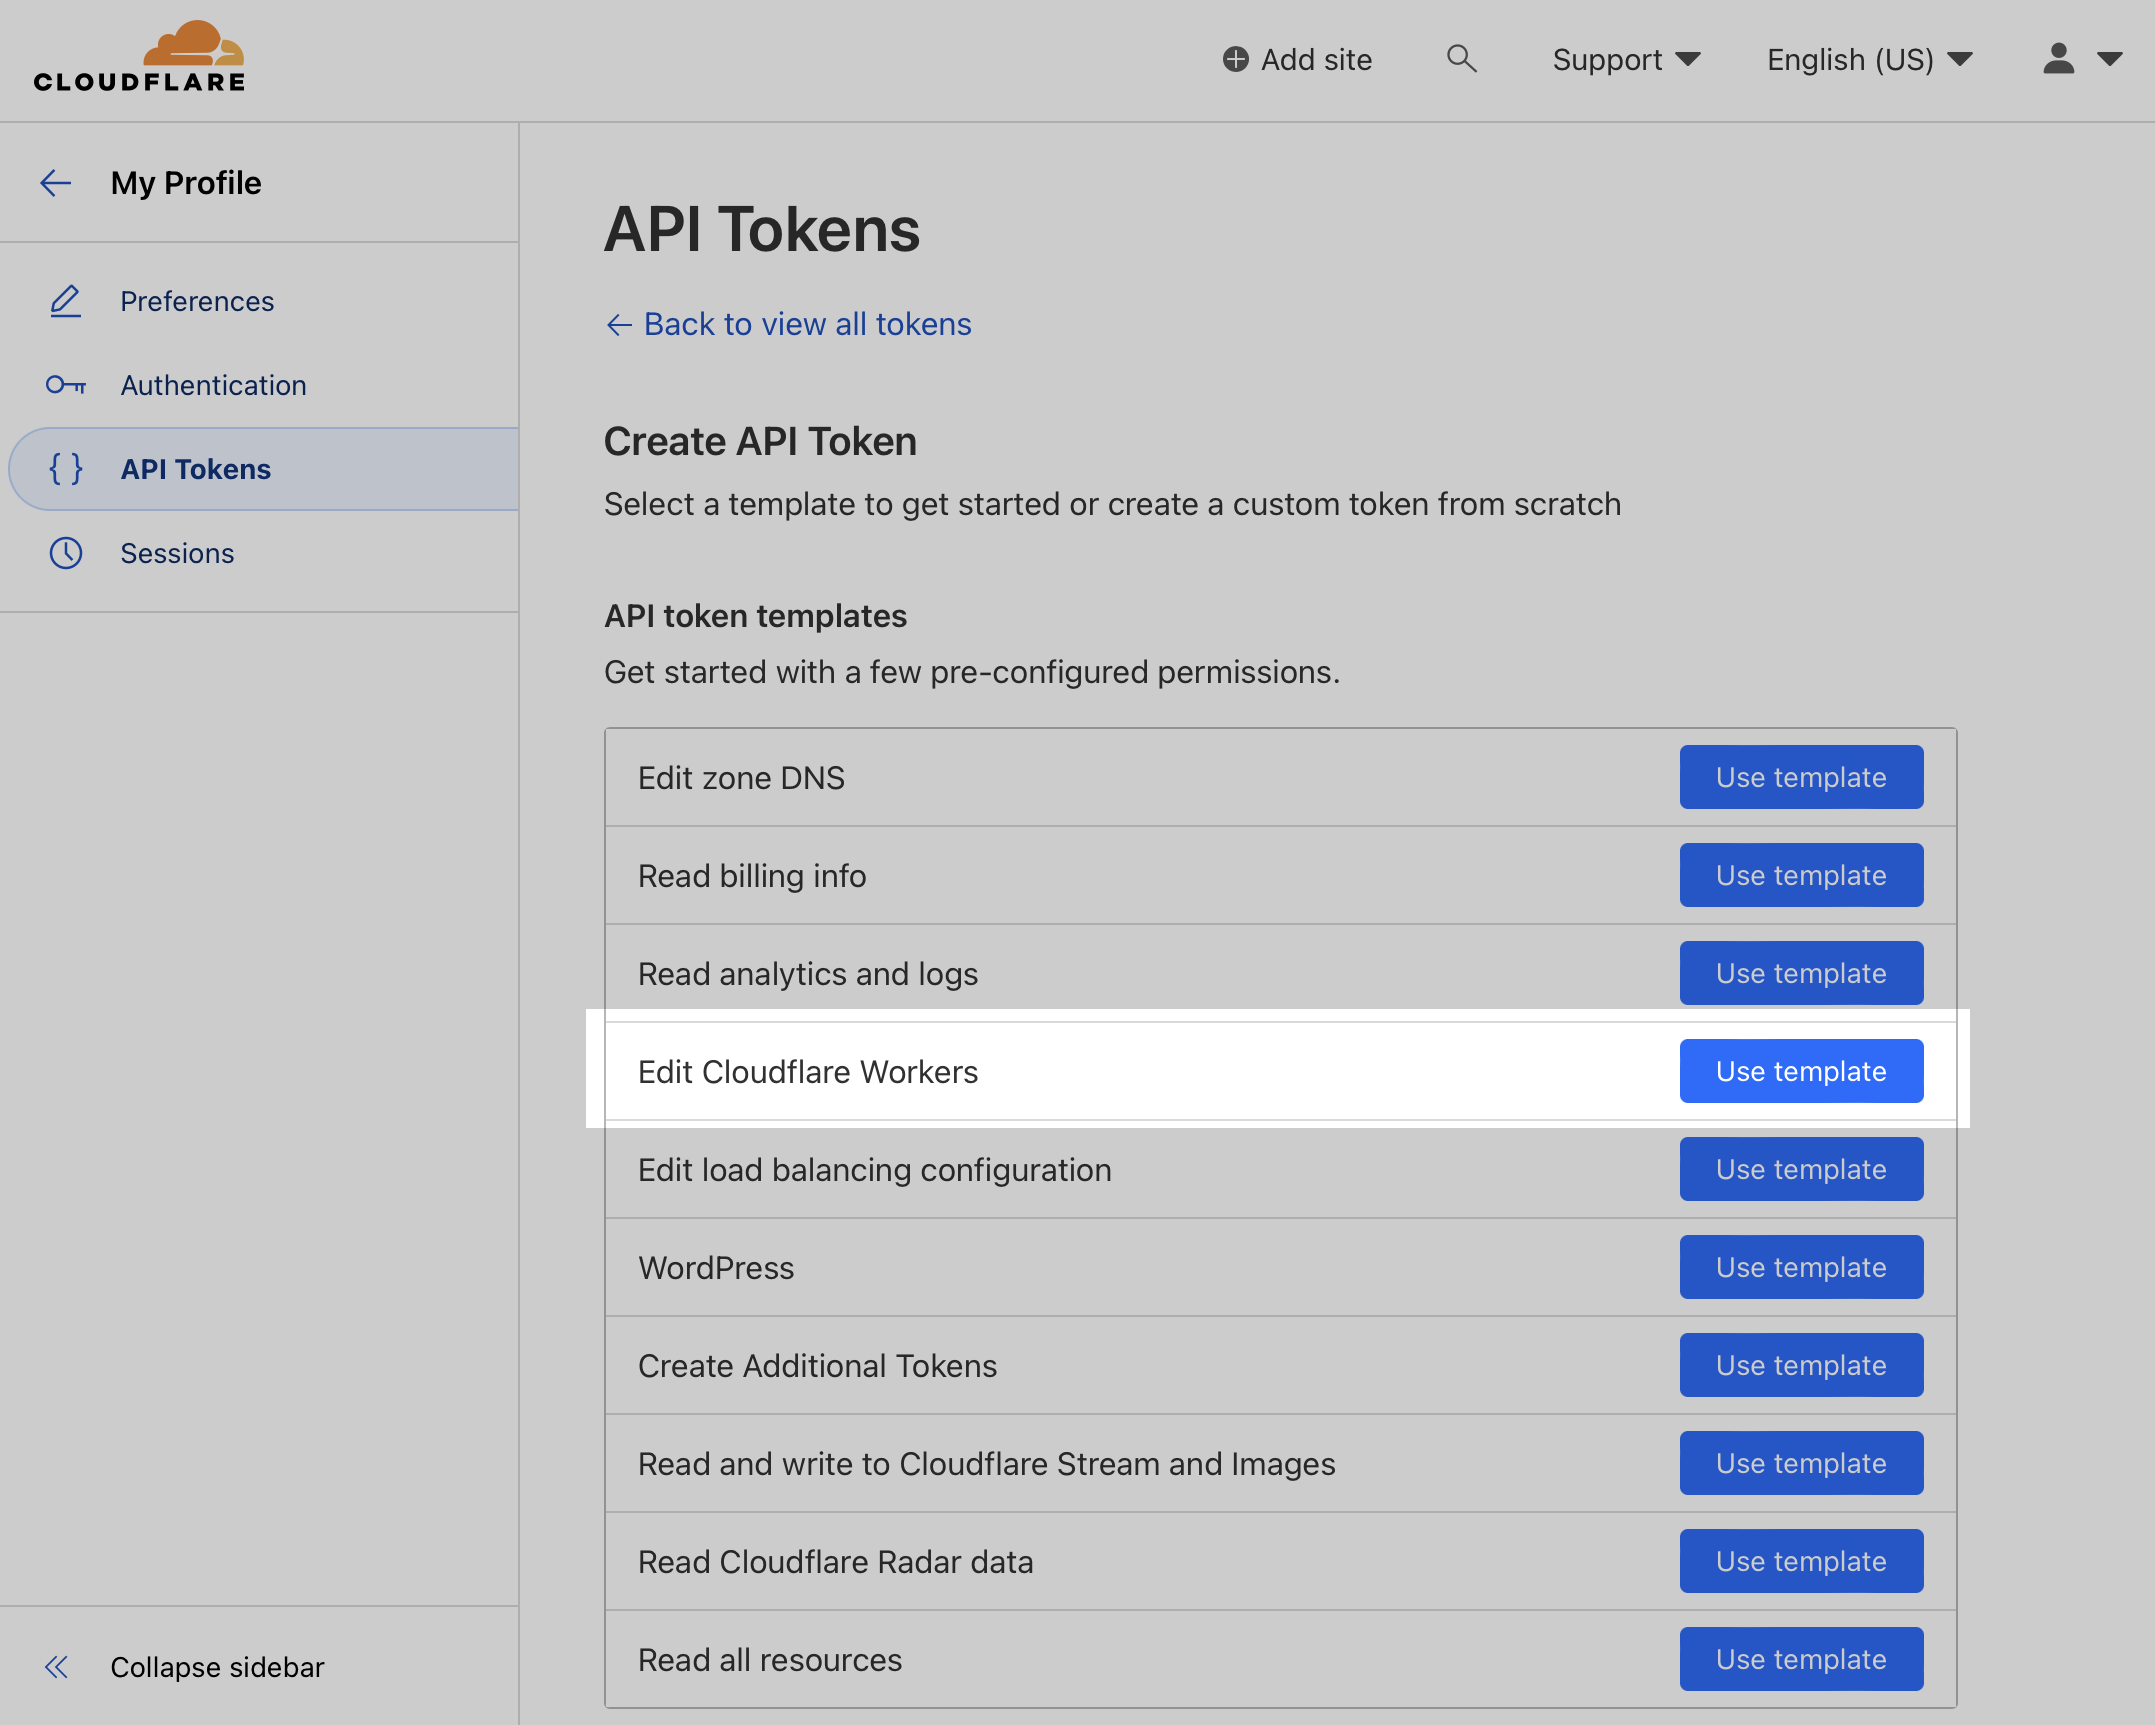 CLOUDFLARE
Add site
Support
English (US)
My Profile
Preferences
Authentication
API Tokens
Sessions
Collapse sidebar
API Tokens
Back to view all tokens
Create API Token
Select a template to get started or create a custom token from scratch
API token templates
Get started with a few pre-configured permissions.
Edit zone DNS Use template
Read billing info Use template
Read analytics and logs Use template
Edit Cloudflare Workers Use template
Edit load balancing configuration Use template
WordPress Use template
Create Additional Tokens Use template
Read and write to Cloudflare Stream and Images Use template
Read Cloudflare Radar data Use template
Read all resources Use template